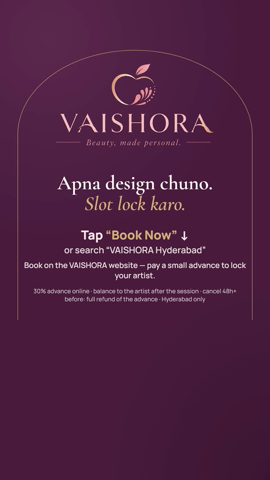 VAISHORA
Beauty, made personal.
Apna design chuno.
Slot lock karo.
Tap “Book Now” ↓
or search “VAISHORA Hyderabad”
Book on the VAISHORA website — pay a small advance to lock
your artist.
30% advance online · balance to the artist after the session · cancel 48h+
before: full refund of the advance · Hyderabad only